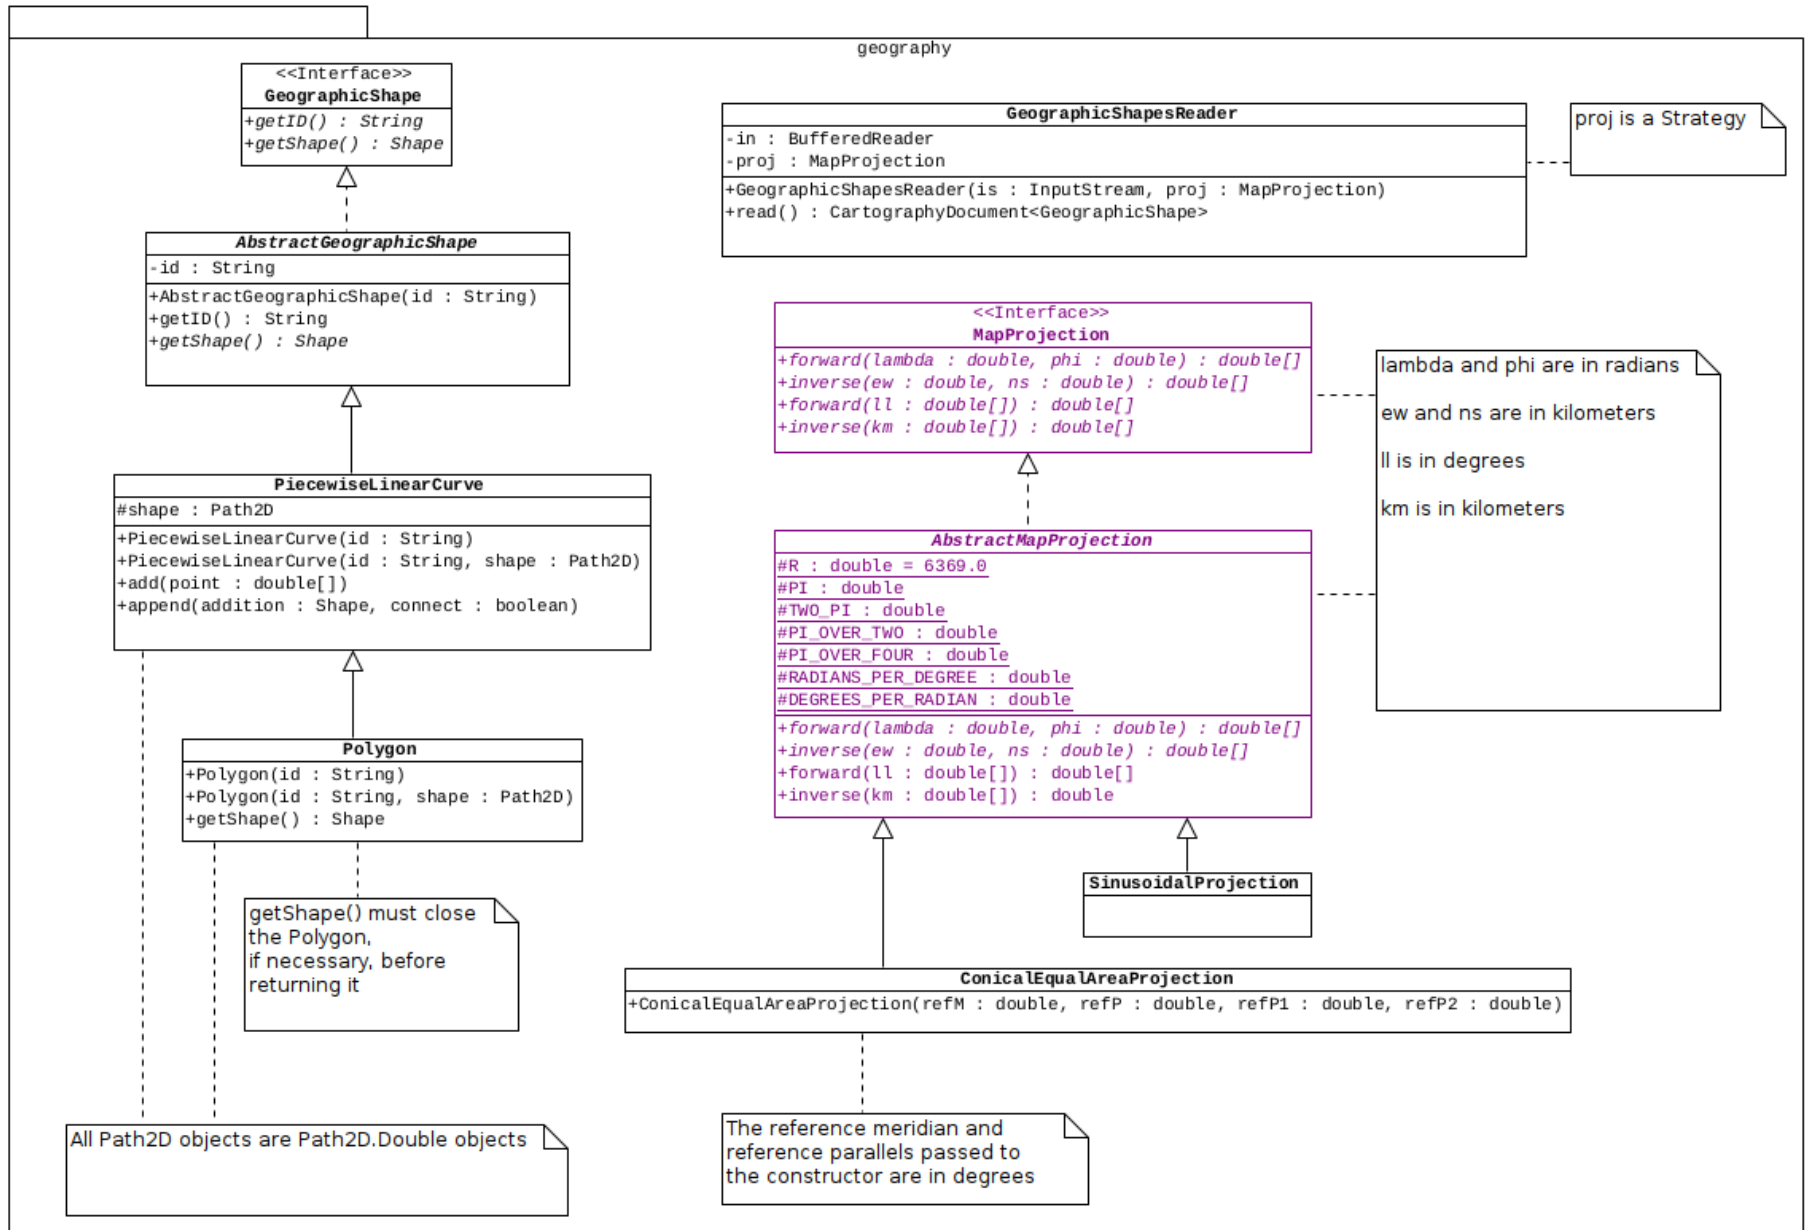 geography
<<Interface>>
GeographicShape
+getID() : String
+getShape() : Shape
AbstractGeographicShape
-id : String
+AbstractGeographicShape(id : String)
+getID() : String
+getShape() : Shape
PiecewiseLinearCurve
#shape : Path2D
+PiecewiseLinearCurve(id : String)
+PiecewiseLinearCurve(id : String, shape : Path2D)
+add(point : double[])
+append(addition : Shape, connect : boolean)
Polygon
+Polygon(id : String)
+Polygon(id : String, shape : Path2D)
+getShape() : Shape
getShape() must close
the Polygon,
if necessary, before
returning it
All Path2D objects are Path2D.Double objects
GeographicShapesReader
-in : BufferedReader
-proj : MapProjection
+GeographicShapesReader(is : InputStream, proj : MapProjection)
+read() : CartographyDocument<GeographicShape>
proj is a Strategy
<<Interface>>
MapProjection
+forward(lambda : double, phi : double) : double[]
+inverse(ew : double, ns : double) : double[]
+forward(ll : double[]) : double[]
+inverse(km : double[]) : double[]
lambda and phi are in radians
ew and ns are in kilometers
ll is in degrees
km is in kilometers
AbstractMapProjection
#R : double = 6369.0
#PI : double
#TWO_PI : double
#PI_OVER_TWO : double
#PI_OVER_FOUR : double
#RADIANS_PER_DEGREE : double
#DEGREES_PER_RADIAN : double
+forward(lambda : double, phi : double) : double[]
+inverse(ew : double, ns : double) : double[]
+forward(ll : double[]) : double[]
+inverse(km : double[]) : double
SinusoidalProjection
ConicalEqualAreaProjection
+ConicalEqualAreaProjection(refM : double, refP : double, refP1 : double, refP2 : double)
The reference meridian and
reference parallels passed to
the constructor are in degrees